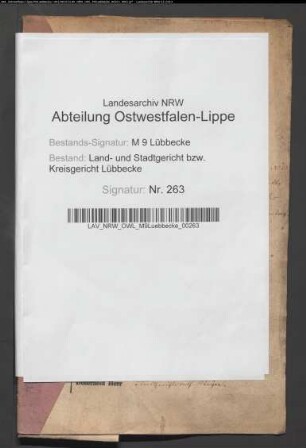 Landesarchiv NRW
Abteilung Ostwestfalen-Lippe
Bestands-Signatur: M 9 Lübbecke
Bestand: Land- und Stadtgericht bzw.
Kreisgericht Lübbecke
Signatur: Nr. 263
LAV_NRW_OWL_M9Luebbecke_00263